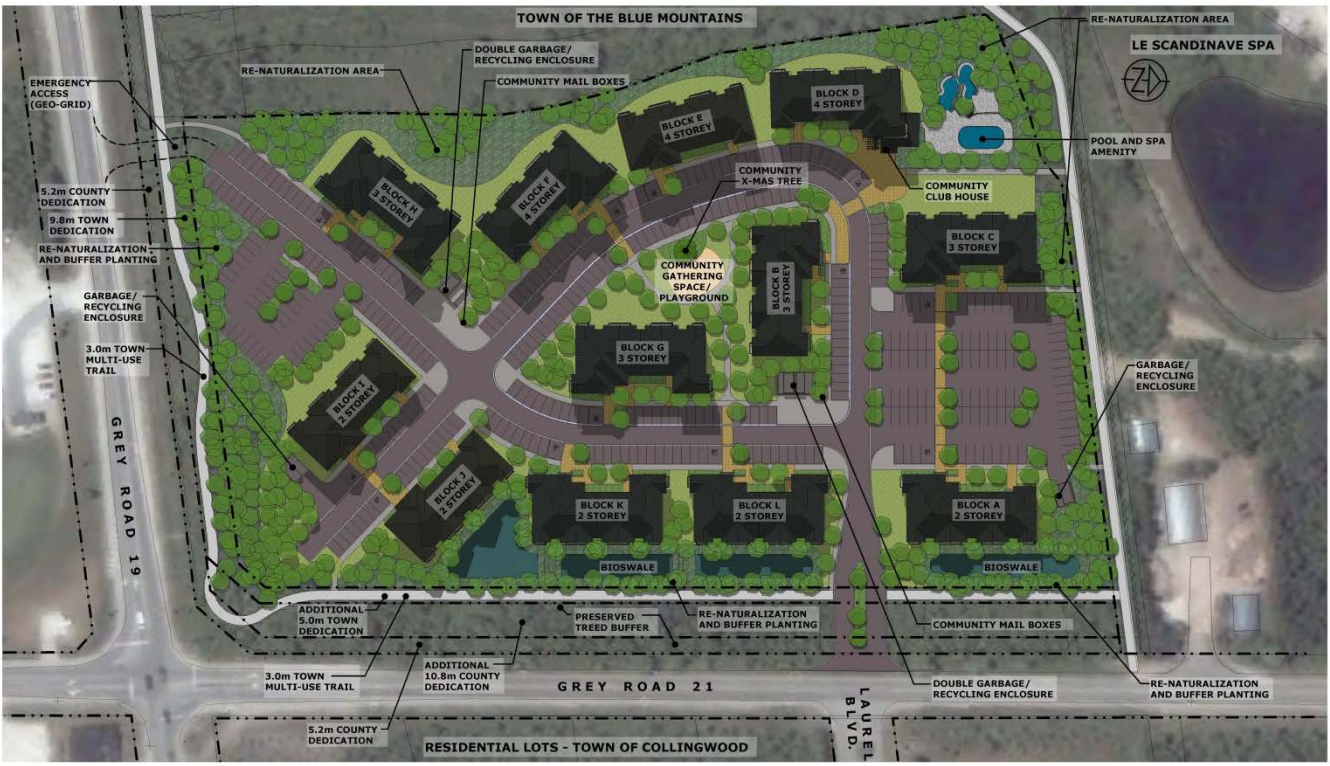 TOWN OF THE BLUE MOUNTAINS
RE-NATURALIZATION AREA
LE SCANDINAVE SPA
DOUBLE GARBAGE/
RECYCLING ENCLOSURE
RE-NATURALIZATION AREA
COMMUNITY MAIL BOXES
EMERGENCY
ACCESS
(GEO-GRID)
BLOCK D
4 STOREY
BLOCK E
4 STOREY
POOL AND SPA
AMENITY
COMMUNITY
X-MAS TREE
COMMUNITY
CLUB HOUSE
5.2m COUNTY
DEDICATION
BLOCK H
3 STOREY
BLOCK F
4 STOREY
9.8m TOWN
DEDICATION
RE-NATURALIZATION
AND BUFFER PLANTING
BLOCK C
3 STOREY
COMMUNITY
GATHERING
SPACE/
PLAYGROUND
BLOCK B
3 STOREY
GARBAGE/
RECYCLING
ENCLOSURE
3.0m TOWN
MULTI-USE
TRAIL
BLOCK G
3 STOREY
GARBAGE/
RECYCLING
ENCLOSURE
BLOCK I
2 STOREY
GREY ROAD 19
BLOCK J
2 STOREY
BLOCK K
2 STOREY
BLOCK L
2 STOREY
BLOCK A
2 STOREY
BIOSWALE
BIOSWALE
ADDITIONAL
5.0m TOWN
DEDICATION
PRESERVED
TREED BUFFER
RE-NATURALIZATION
AND BUFFER PLANTING
COMMUNITY MAIL BOXES
3.0m TOWN
MULTI-USE TRAIL
ADDITIONAL
10.8m COUNTY
DEDICATION
GREY ROAD 21
DOUBLE GARBAGE/
RECYCLING ENCLOSURE
RE-NATURALIZATION
AND BUFFER PLANTING
LAUREL
BLVD.
5.2m COUNTY
DEDICATION
RESIDENTIAL LOTS - TOWN OF COLLINGWOOD